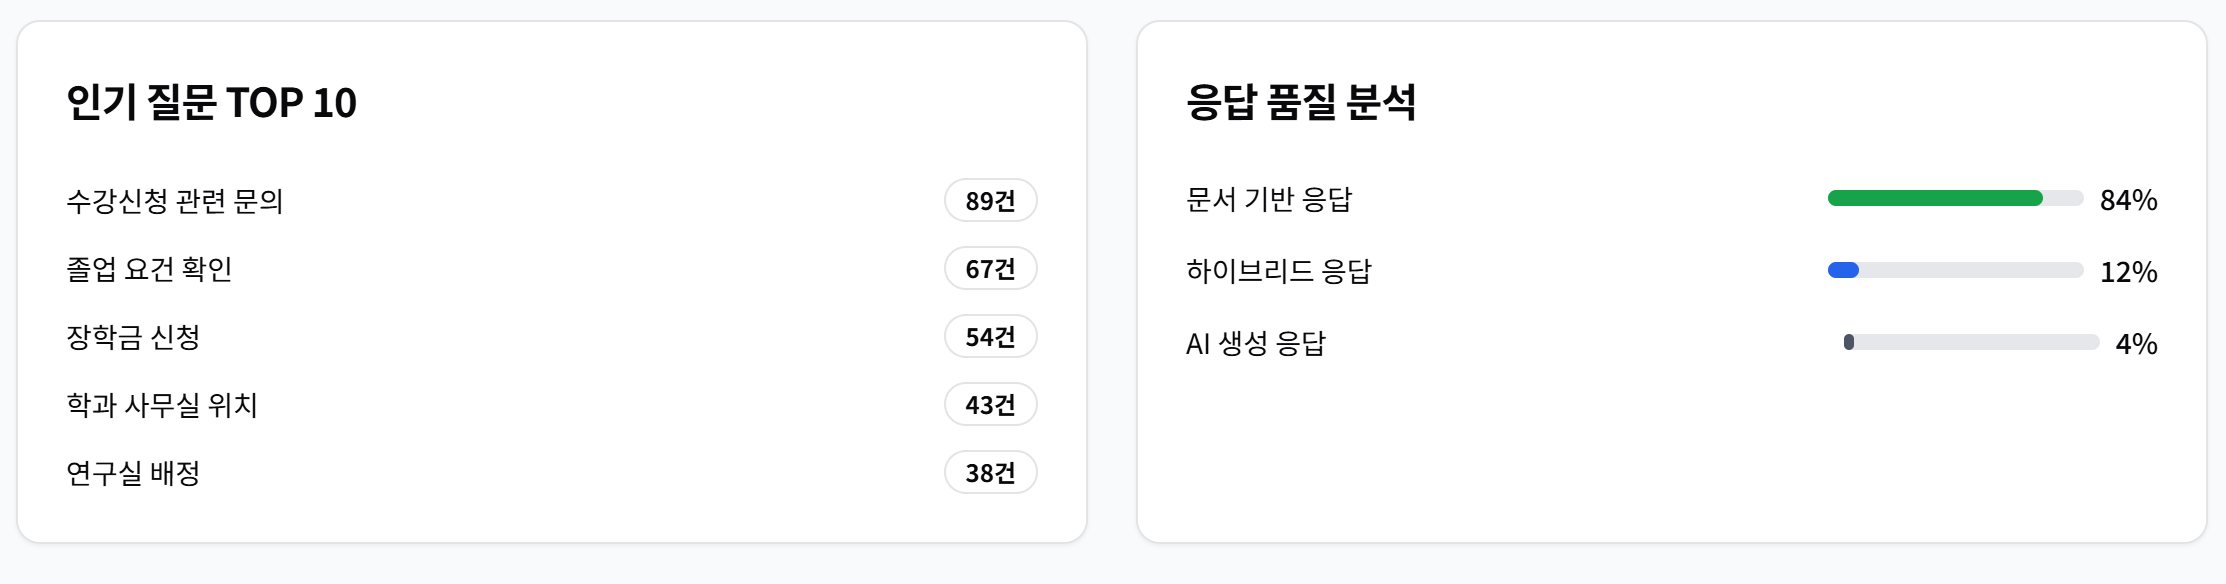 인기 질문 TOP 10
수강신청 관련 문의 89건
졸업 요건 확인 67건
장학금 신청 54건
학과 사무실 위치 43건
연구실 배정 38건
응답 품질 분석
문서 기반 응답 84%
하이브리드 응답 12%
AI 생성 응답 4%